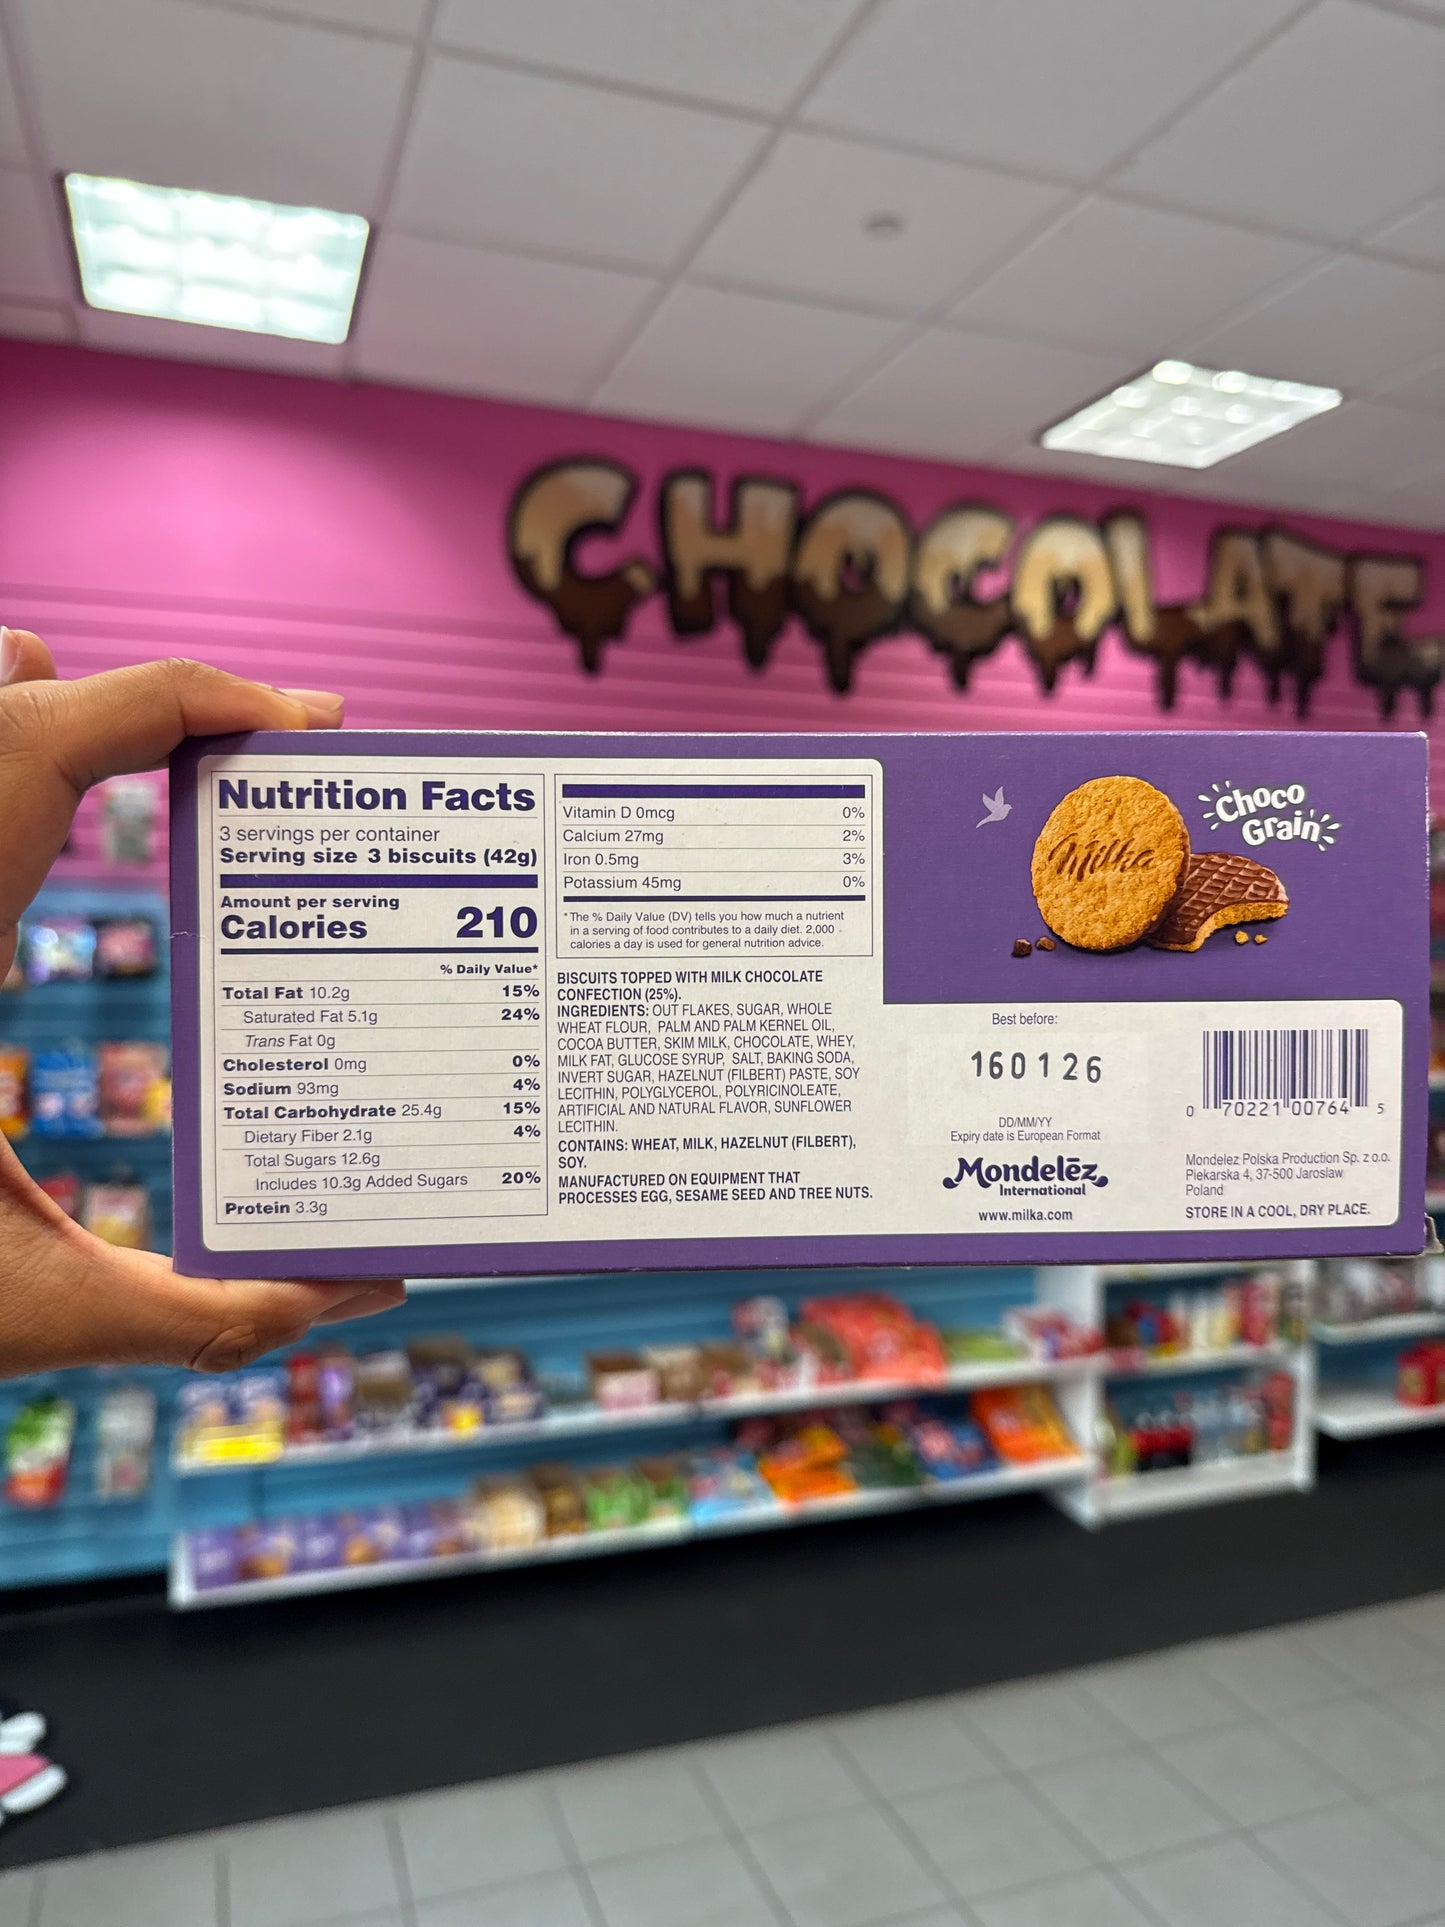 CHOCOLATE
Nutrition Facts
3 servings per container
Serving size 3 biscuits (42g)
Amount per serving
Calories 210
% Daily Value*
Total Fat 10.2g 15%
Saturated Fat 5.1g 24%
Trans Fat 0g
Cholesterol 0mg 0%
Sodium 93mg 4%
Total Carbohydrate 25.4g 15%
Dietary Fiber 2.1g 4%
Total Sugars 12.6g
Includes 10.3g Added Sugars 20%
Protein 3.3g
Vitamin D 0mcg 0%
Calcium 27mg 2%
Iron 0.5mg 3%
Potassium 45mg 0%
*The % Daily Value (DV) tells you how much a nutrient
in a serving of food contributes to a daily diet. 2,000
calories a day is used for general nutrition advice.
BISCUITS TOPPED WITH MILK CHOCOLATE
CONFECTION (25%).
INGREDIENTS: OUT FLAKES, SUGAR, WHOLE
WHEAT FLOUR, PALM AND PALM KERNEL OIL,
COCOA BUTTER, SKIM MILK, CHOCOLATE, WHEY,
MILK FAT, GLUCOSE SYRUP, SALT, BAKING SODA,
INVERT SUGAR, HAZELNUT (FILBERT) PASTE, SOY
LECITHIN, POLYGLYCEROL, POLYRICINOLEATE,
ARTIFICIAL AND NATURAL FLAVOR, SUNFLOWER
LECITHIN.
CONTAINS: WHEAT, MILK, HAZELNUT (FILBERT),
SOY.
MANUFACTURED ON EQUIPMENT THAT
PROCESSES EGG, SESAME SEED AND TREE NUTS.
Milka
Choco
Grain
Best before:
160126
DD/MM/YY
Expiry date is European Format
Mondelēz
International
www.milka.com
0 70221 00764 5
Mondelez Polska Production Sp. z o.o.
Piekarska 4, 37-500 Jaroslaw
Poland
STORE IN A COOL, DRY PLACE.